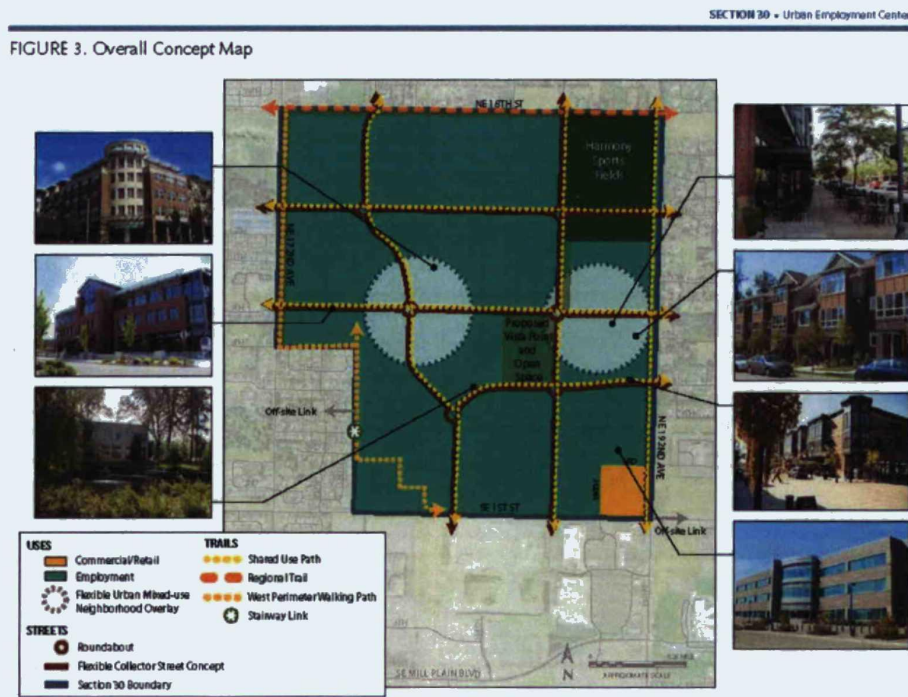 SECTION 30 • Urban Employment Center
FIGURE 3. Overall Concept Map
NE 18TH ST
Harmony
Sports
Fields
Proposed
Well-Field
and
Open
Space
Off-site Link
NE 192ND AVE
SE 1ST ST
Off-site Link
USES
Commercial/Retail
Employment
Flexible Urban Mixed-use
Neighborhood Overlay
STREETS
Roundabout
Flexible Collector Street Concept
Section 30 Boundary
TRAILS
Shared Use Path
Regional Trail
West Perimeter Walking Path
Stairway Link
SE MILL PLAIN BLVD
N
APPROXIMATE SCALE